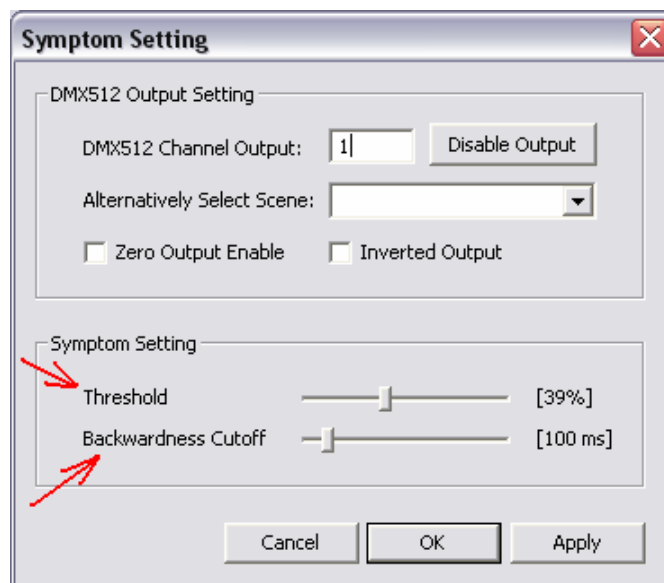 Symptom Setting
DMX512 Output Setting
DMX512 Channel Output: 1 Disable Output
Alternatively Select Scene:
Zero Output Enable Inverted Output
Symptom Setting
Threshold [39%]
Backwardness Cutoff [100 ms]
Cancel OK Apply